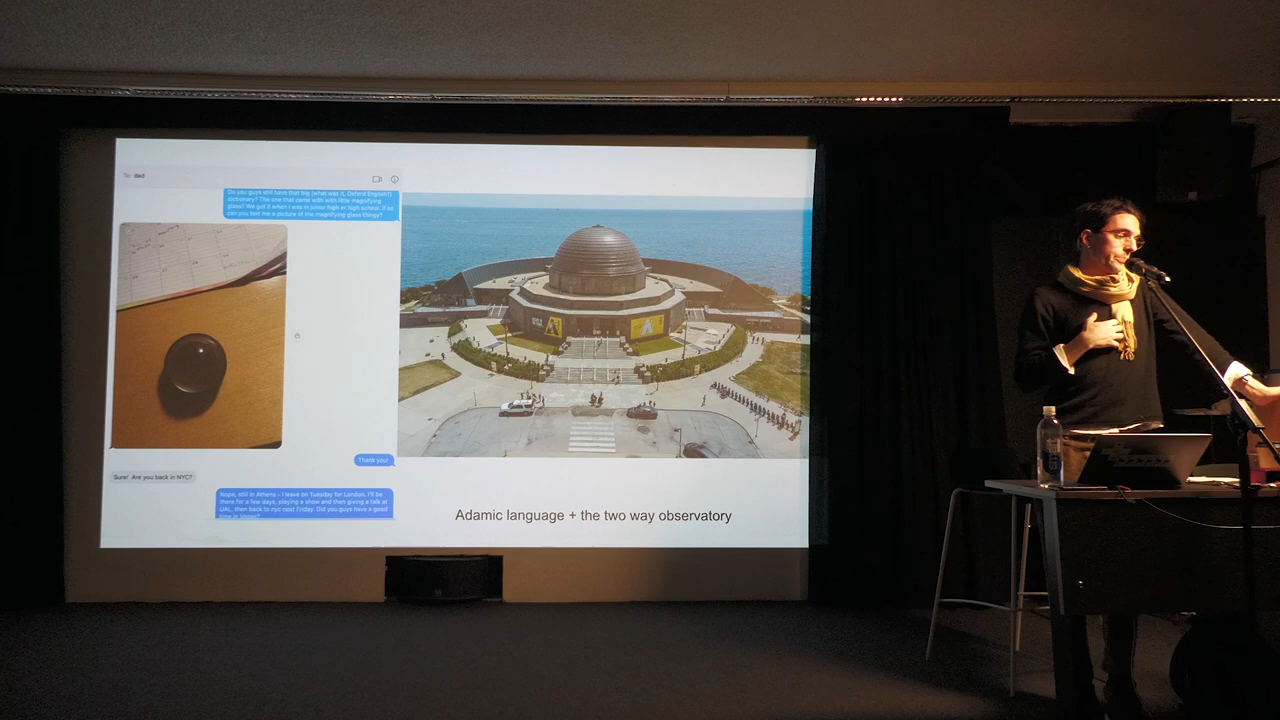 To: dad
Do you guys still have that big (what was it, Oxford English?)
dictionary? The one that came with with little magnifying
glass? We got it when I was in junior high or high school. If so
can you text me a picture of the magnifying glass thingy?
Thank you!
Sure! Are you back in NYC?
Nope, still in Athens - I leave on Tuesday for London. I'll be
there for a few days, playing a show and then giving a talk at
UAL, then back to nyc next Friday. Did you guys have a good
time in Vegas?
Adamic language + the two way observatory